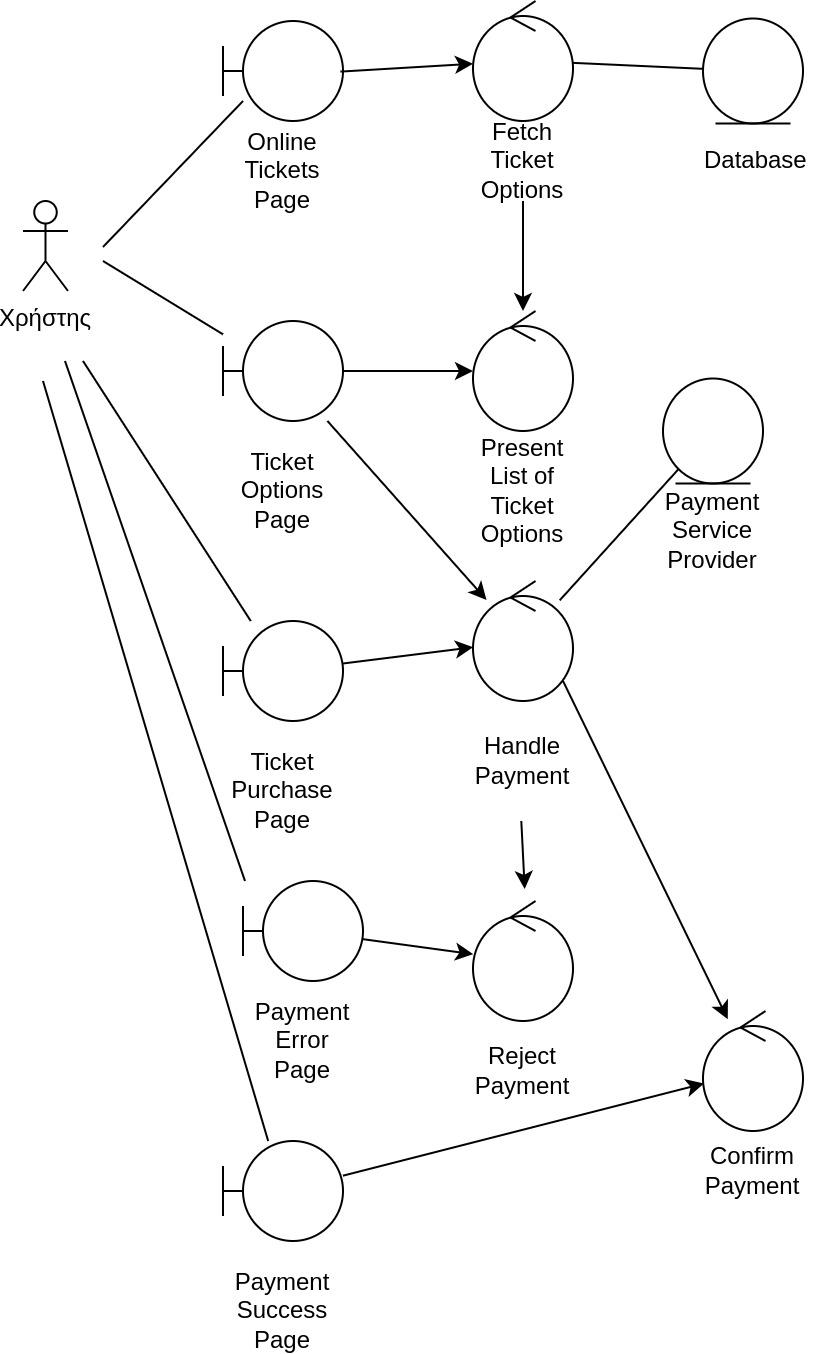 Online
Tickets
Page
Fetch
Ticket
Options
Database
Χρήστης
Ticket
Options
Page
Present
List of
Ticket
Options
Payment
Service
Provider
Ticket
Purchase
Page
Handle
Payment
Payment
Error
Page
Reject
Payment
Confirm
Payment
Payment
Success
Page